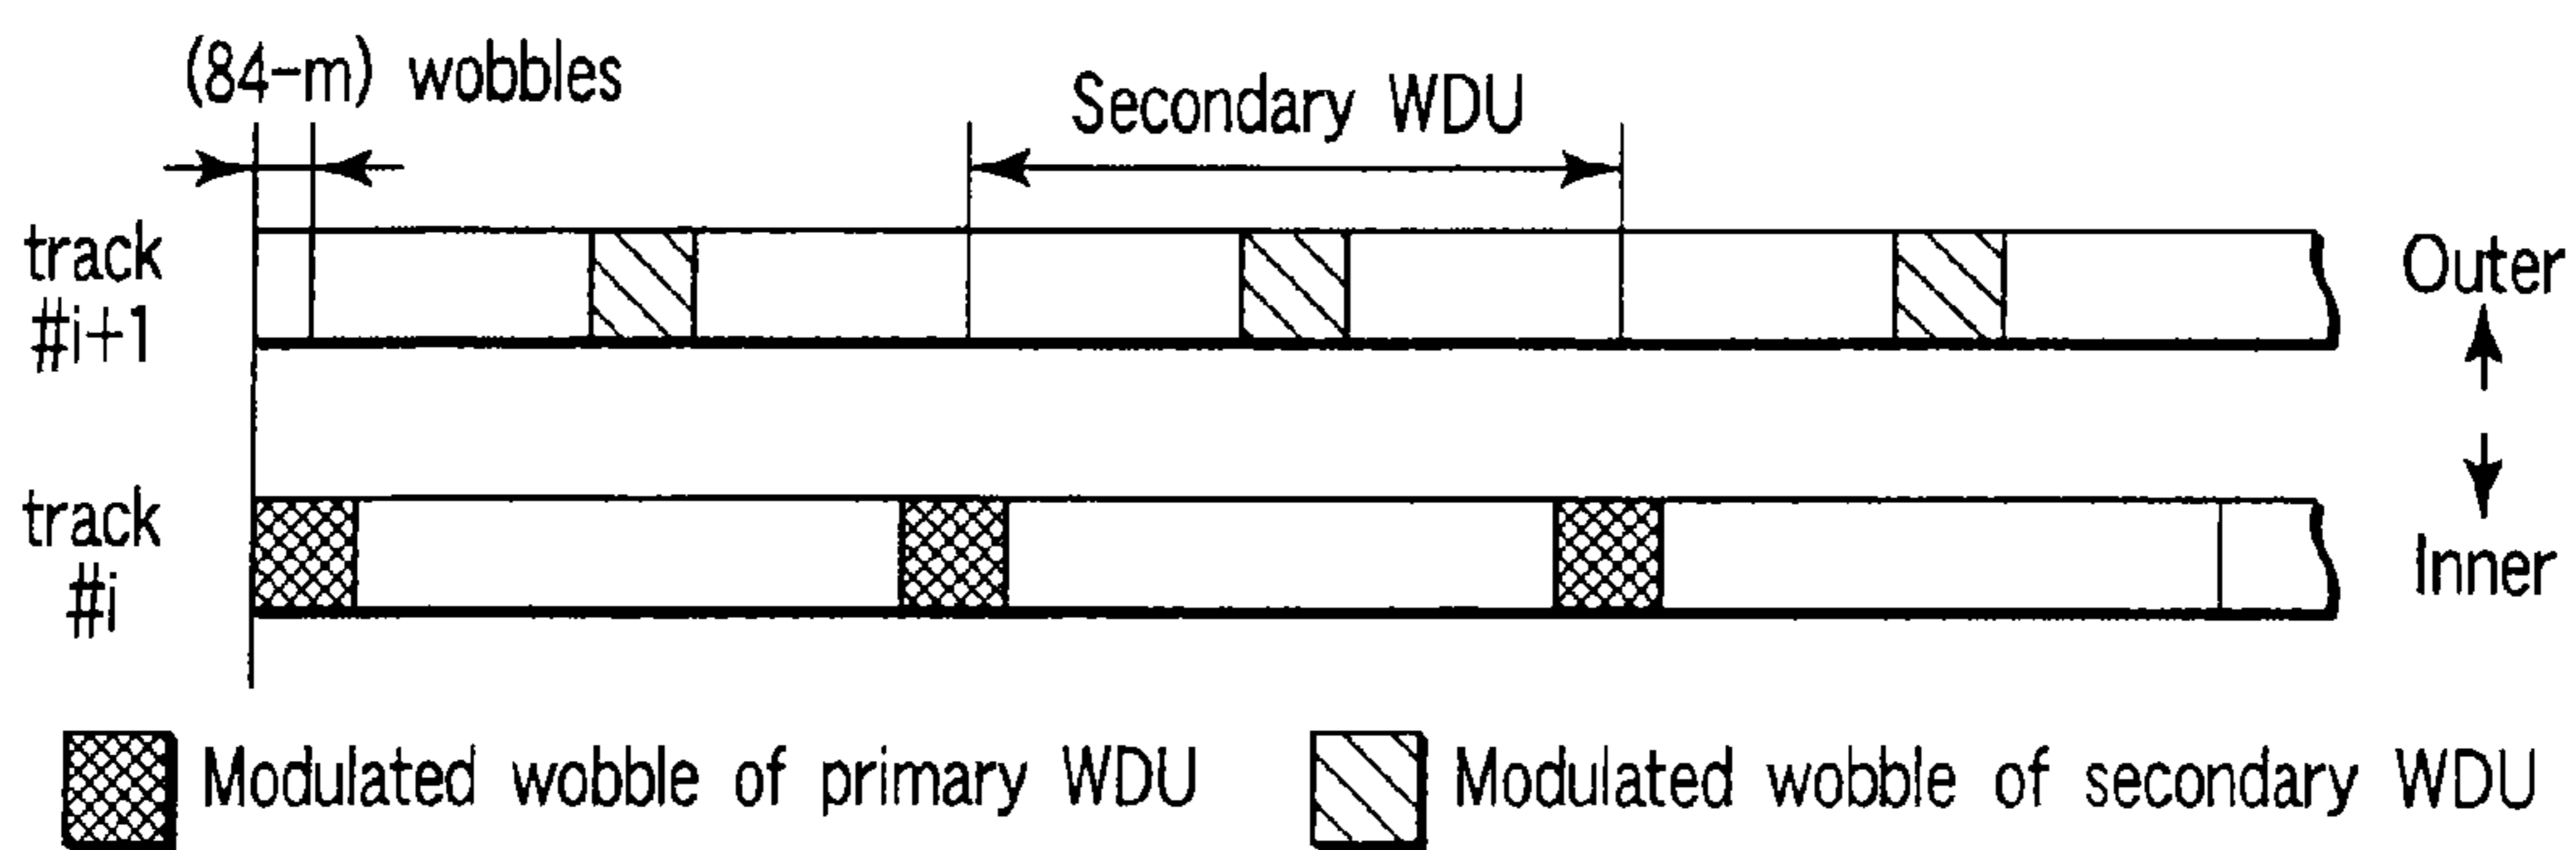 (84-m) wobbles
Secondary WDU
track
#i+1
Outer
track
#i
Inner
Modulated wobble of primary WDU
Modulated wobble of secondary WDU